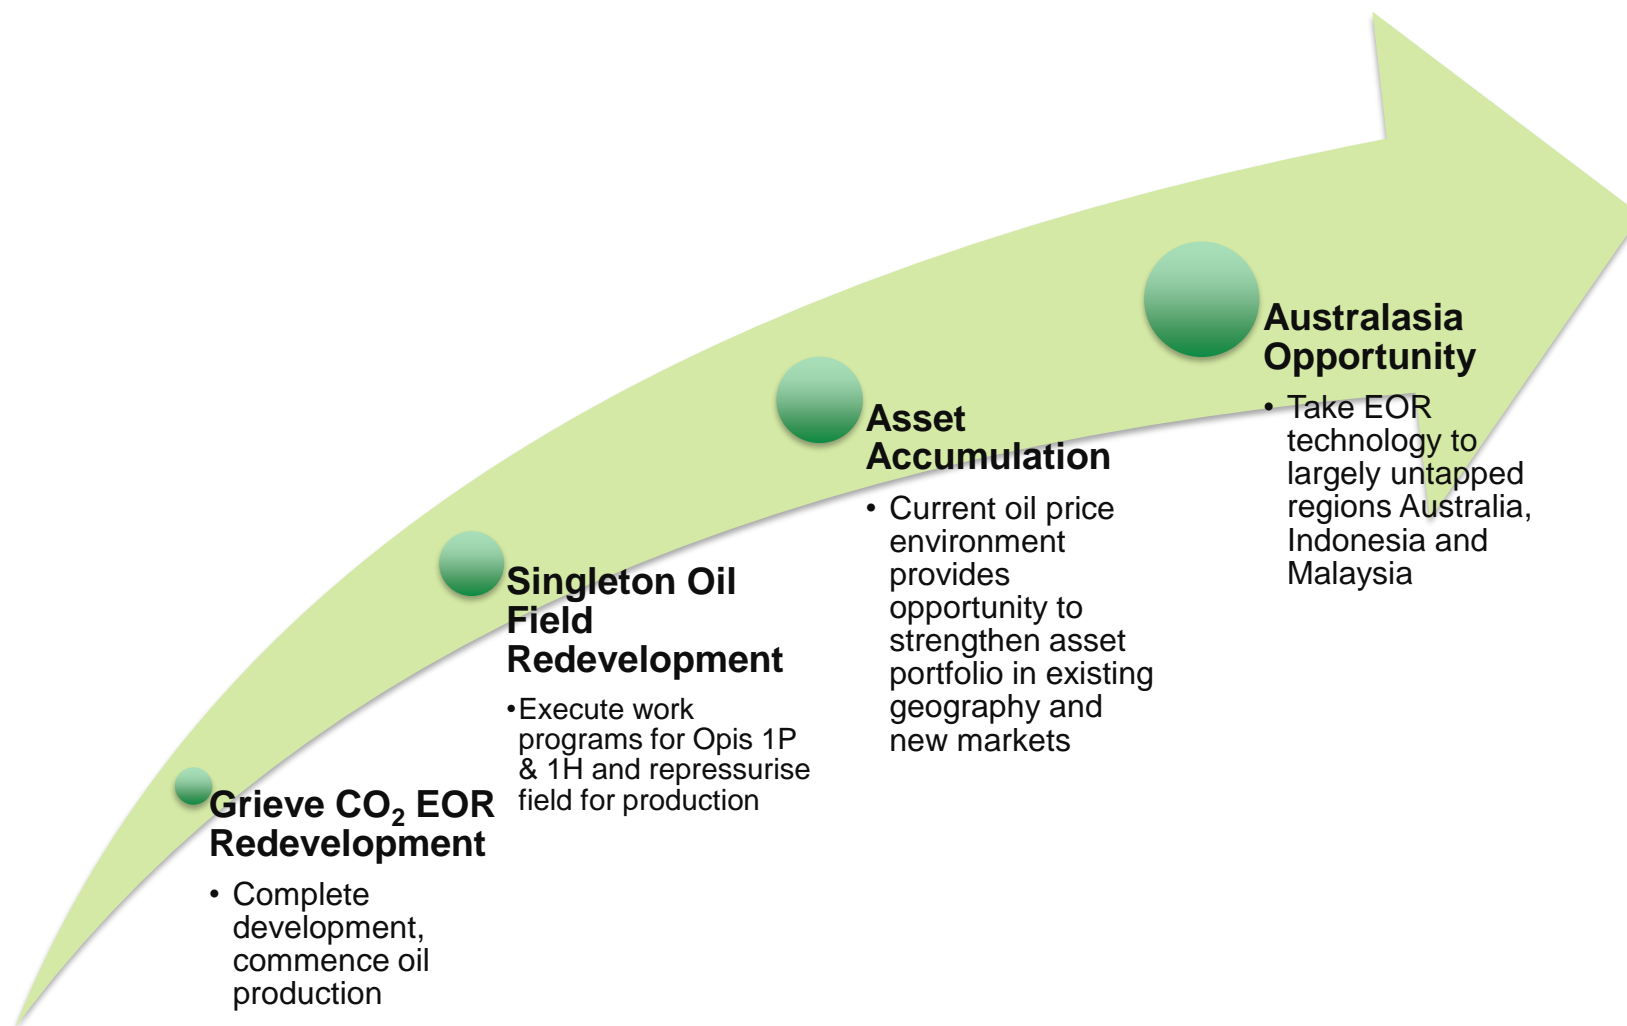 Grieve CO₂ EOR
Redevelopment
• Complete
development,
commence oil
production
Singleton Oil
Field
Redevelopment
•Execute work
programs for Opis 1P
& 1H and repressurise
field for production
Asset
Accumulation
• Current oil price
environment
provides
opportunity to
strengthen asset
portfolio in existing
geography and
new markets
Australasia
Opportunity
• Take EOR
technology to
largely untapped
regions Australia,
Indonesia and
Malaysia